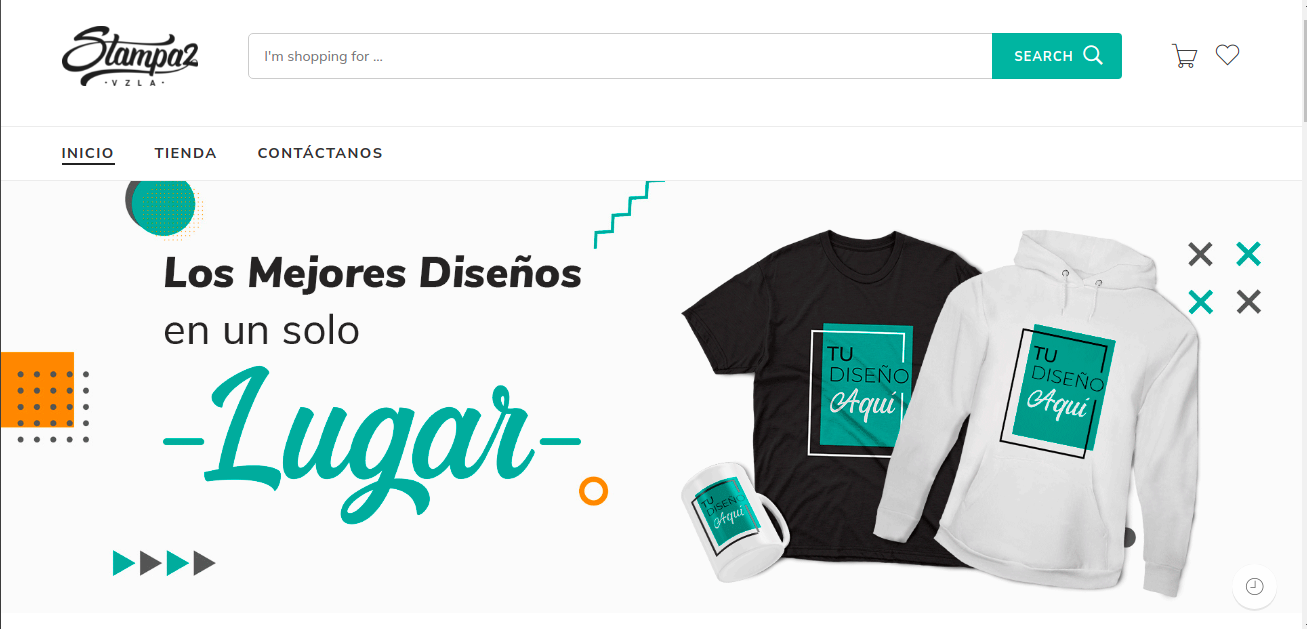 Stampa2
·VZLA·
I'm shopping for ...
SEARCH
INICIO
TIENDA
CONTÁCTANOS
Los Mejores Diseños
en un solo
Lugar
TU
DISEÑO
Aquí
TU
DISEÑO
Aquí
TU
DISEÑO
Aquí